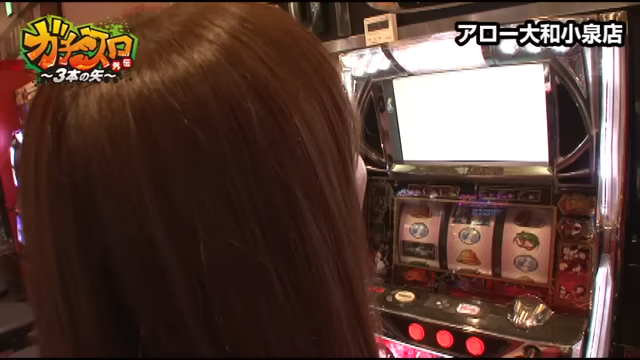 ガチスロ
外伝
～3本の矢～
アロー大和小泉店